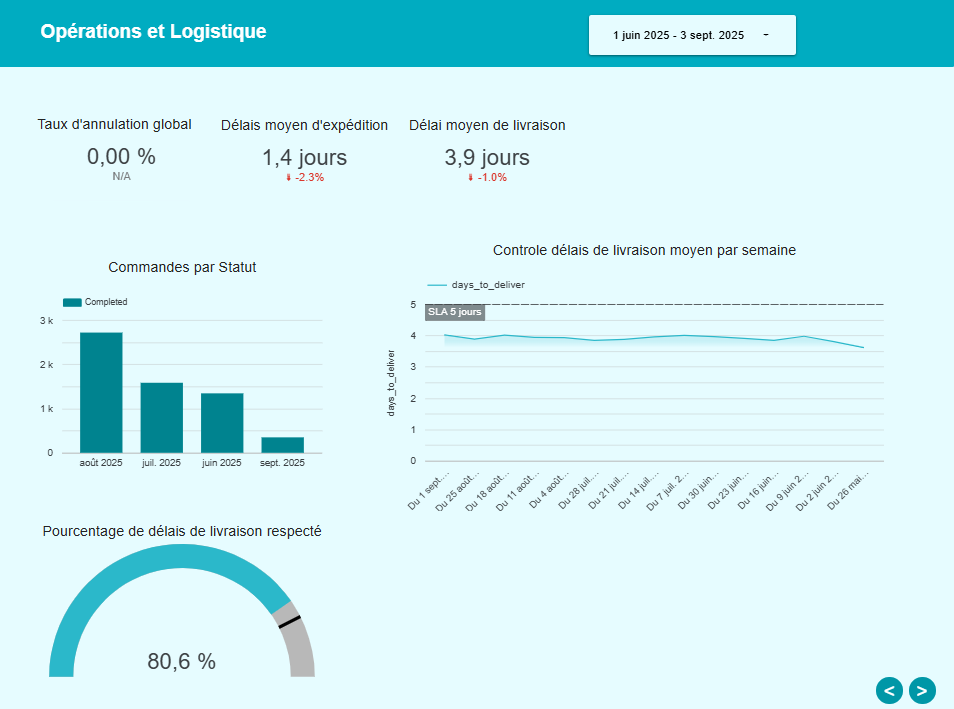 Opérations et Logistique
1 juin 2025 - 3 sept. 2025
Taux d'annulation global
0,00 %
N/A
Délais moyen d'expédition
1,4 jours
-2.3%
Délai moyen de livraison
3,9 jours
-1.0%
Commandes par Statut
Completed
3 k
2 k
1 k
0
août 2025 juil. 2025 juin 2025 sept. 2025
Controle délais de livraison moyen par semaine
days_to_deliver
SLA 5 jours
days_to_deliver
5
4
3
2
1
0
Du 1 sept.…
Du 25 août…
Du 18 août…
Du 11 août…
Du 4 août…
Du 28 juil.…
Du 21 juil.…
Du 14 juil.…
Du 7 juil. 2…
Du 30 juin…
Du 23 juin…
Du 16 juin…
Du 9 juin 2…
Du 2 juin 2…
Du 26 mai…
Pourcentage de délais de livraison respecté
80,6 %